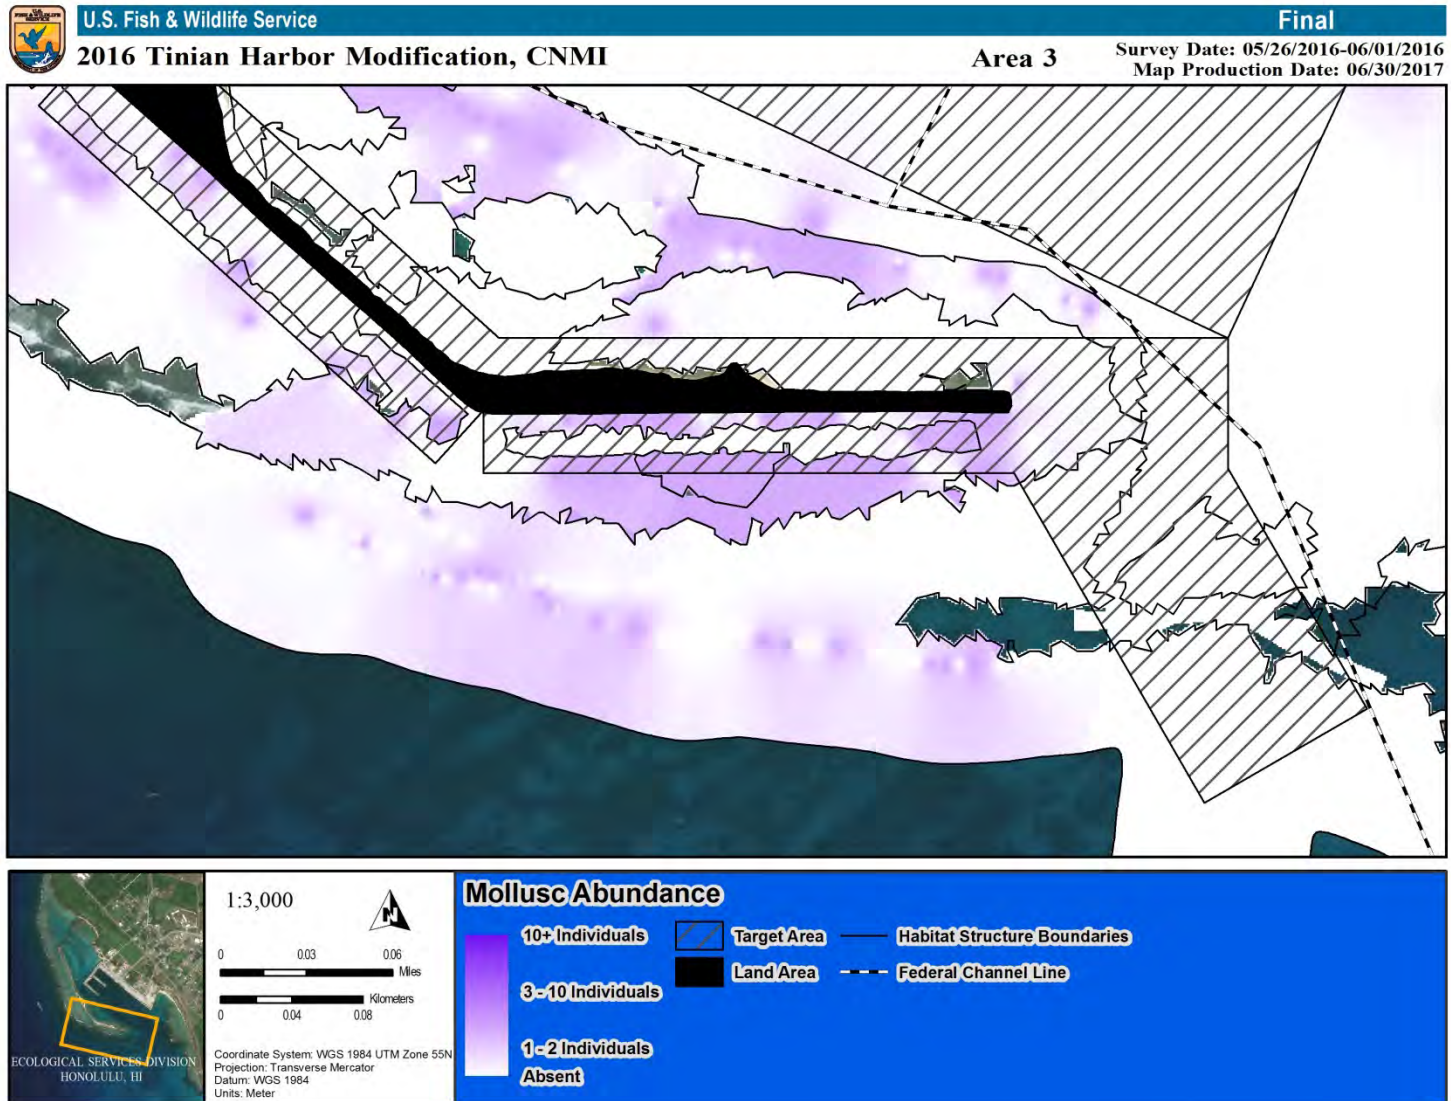 U.S.
FISH & WILDLIFE
SERVICE
U.S. Fish & Wildlife Service
Final
2016 Tinian Harbor Modification, CNMI
Area 3
Survey Date: 05/26/2016-06/01/2016
Map Production Date: 06/30/2017
ECOLOGICAL SERVICES DIVISION
HONOLULU, HI
1:3,000
N
0 0.03 0.06
Miles
Kilometers
0 0.04 0.08
Coordinate System: WGS 1984 UTM Zone 55N
Projection: Transverse Mercator
Datum: WGS 1984
Units: Meter
Mollusc Abundance
10+ Individuals
3 - 10 Individuals
1 - 2 Individuals
Absent
Target Area
Land Area
Habitat Structure Boundaries
Federal Channel Line